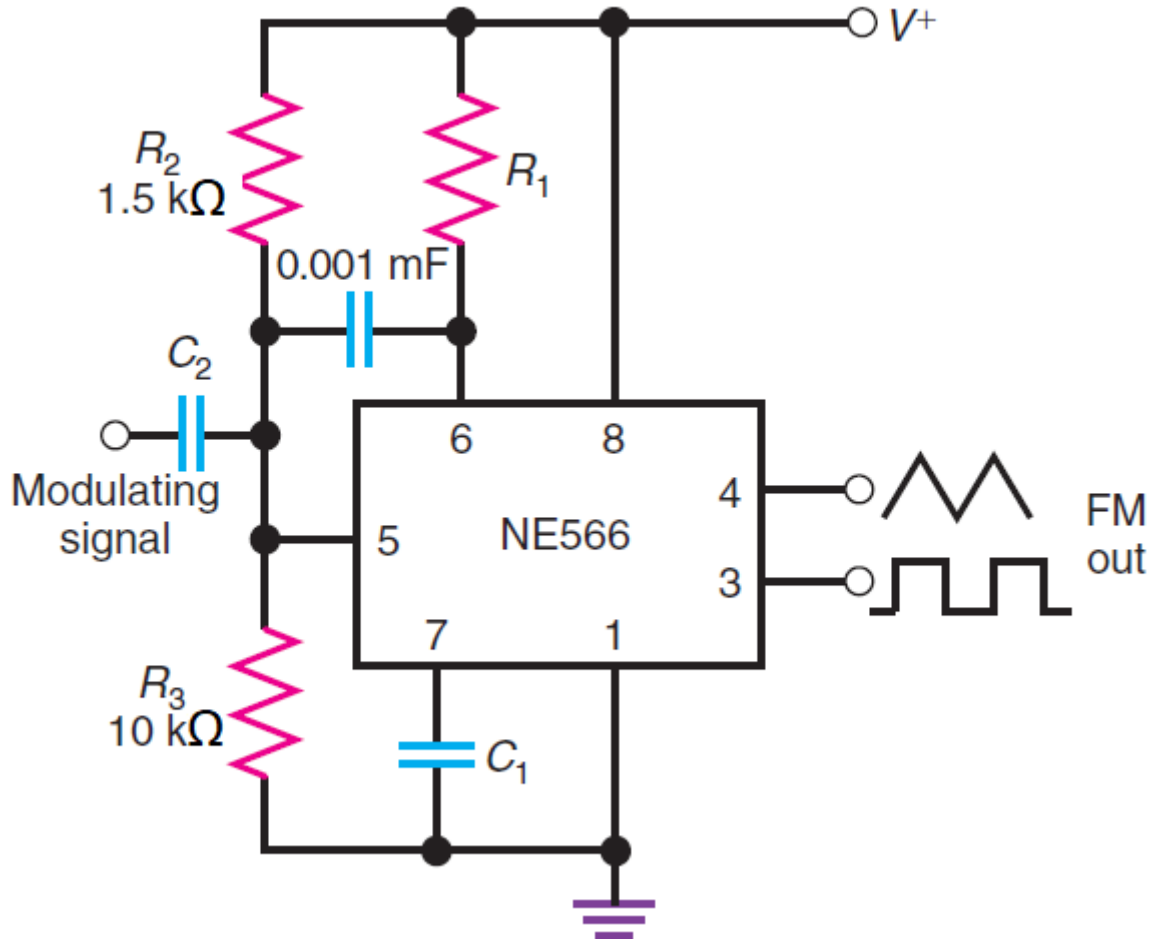 V+
R2
1.5 kΩ
R1
0.001 mF
C2
Modulating
signal
6
8
5
NE566
4
3
7
1
FM
out
R3
10 kΩ
C1